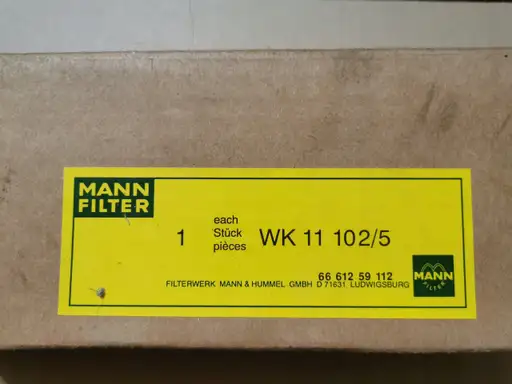 MANN
FILTER
1
each
Stück
pièces
WK 11 102/5
66 612 59 112
FILTERWERK MANN & HUMMEL GMBH D 71631 LUDWIGSBURG
MANN
FILTER